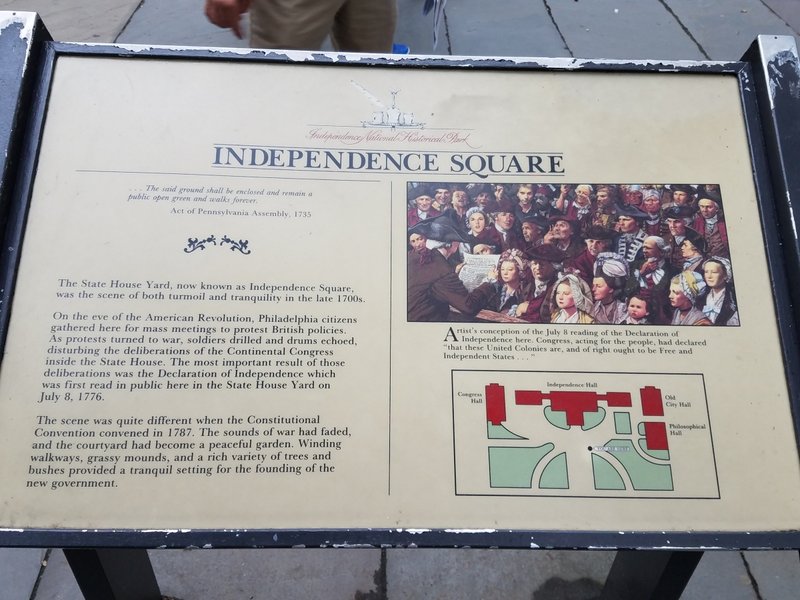 Independence National Historical Park
INDEPENDENCE SQUARE
. . . The said ground shall be enclosed and remain a
public open green and walks forever.
Act of Pennsylvania Assembly, 1735
The State House Yard, now known as Independence Square,
was the scene of both turmoil and tranquility in the late 1700s.
On the eve of the American Revolution, Philadelphia citizens
gathered here for mass meetings to protest British policies.
As protests turned to war, soldiers drilled and drums echoed,
disturbing the deliberations of the Continental Congress
inside the State House. The most important result of those
deliberations was the Declaration of Independence which
was first read in public here in the State House Yard on
July 8, 1776.
The scene was quite different when the Constitutional
Convention convened in 1787. The sounds of war had faded,
and the courtyard had become a peaceful garden. Winding
walkways, grassy mounds, and a rich variety of trees and
bushes provided a tranquil setting for the founding of the
new government.
Artist's conception of the July 8 reading of the Declaration of
Independence here. Congress, acting for the people, had declared
"that these United Colonies are, and of right ought to be Free and
Independent States . . ."
Independence Hall
Congress
Hall
Old
City Hall
Philosophical
Hall
YOU ARE HERE